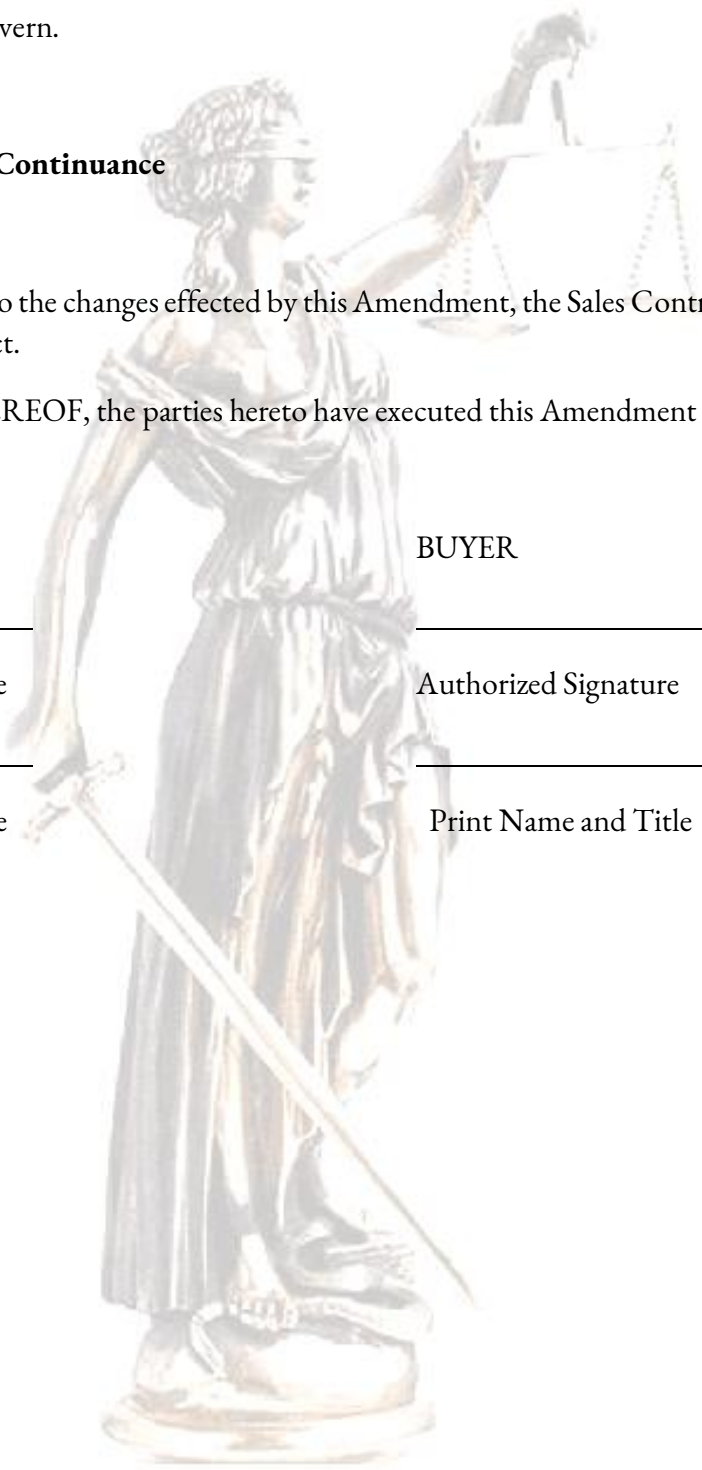 vern.
Continuance
o the changes effected by this Amendment, the Sales Contr
ct.
REOF, the parties hereto have executed this Amendment
BUYER
e Authorized Signature
e Print Name and Title